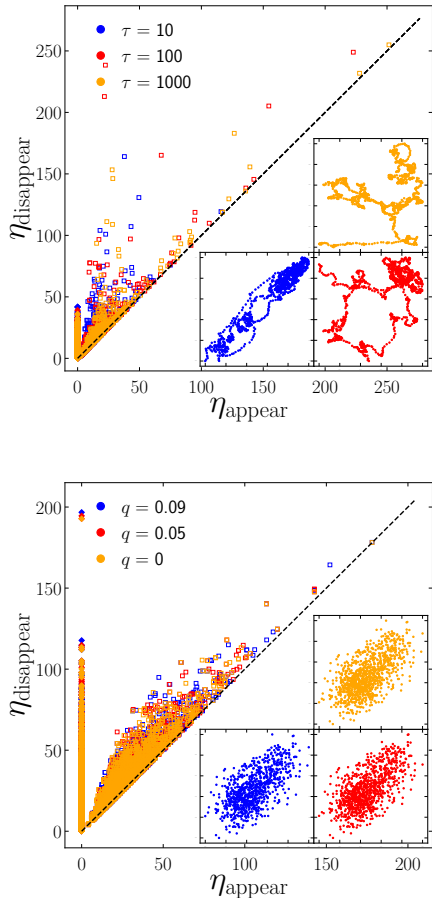 250
200
150
100
50
0
η_disappear
τ = 10
τ = 100
τ = 1000
0 50 100 150 200 250
η_appear
200
150
100
50
0
η_disappear
q = 0.09
q = 0.05
q = 0
0 50 100 150 200
η_appear